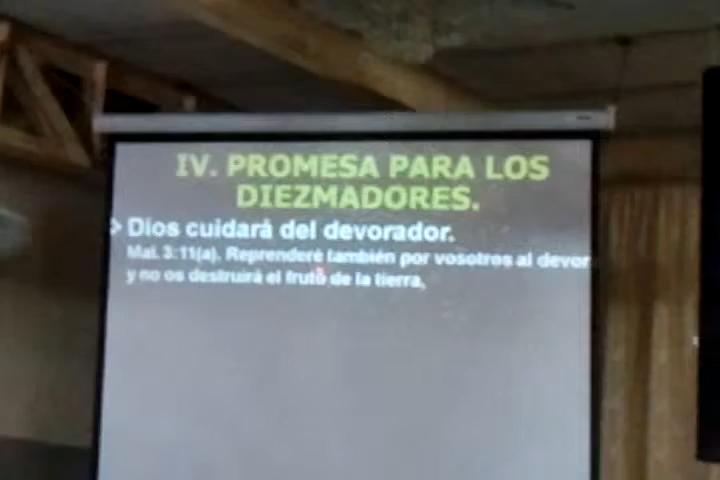 IV. PROMESA PARA LOS
DIEZMADORES.
Dios cuidará del devorador.
Mal. 3:11(a). Reprenderé también por vosotros al devor
y no os destruirá el fruto de la tierra,